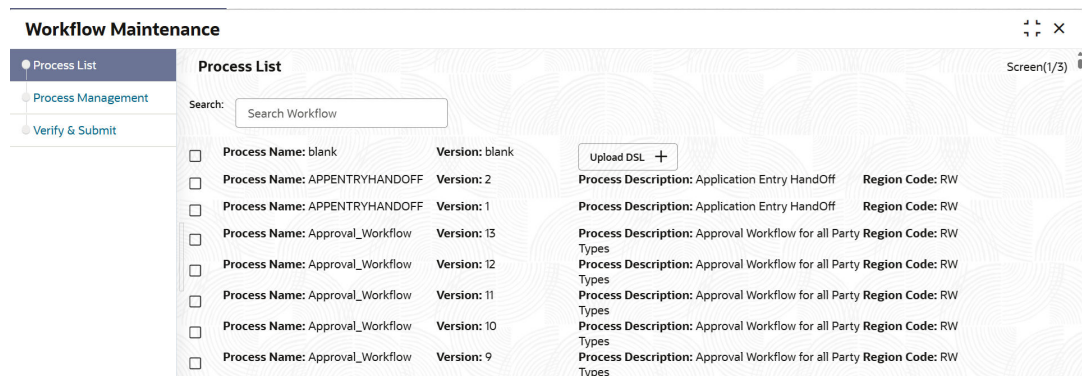 Workflow Maintenance
Process List
Process List
Screen(1/3)
Process Management
Search:
Search Workflow
Verify & Submit
Process Name: blank Version: blank Upload DSL +
Process Name: APPENTRYHANDOFF Version: 2 Process Description: Application Entry HandOff Region Code: RW
Process Name: APPENTRYHANDOFF Version: 1 Process Description: Application Entry HandOff Region Code: RW
Process Name: Approval_Workflow Version: 13 Process Description: Approval Workflow for all Party Region Code: RW
Types
Process Name: Approval_Workflow Version: 12 Process Description: Approval Workflow for all Party Region Code: RW
Types
Process Name: Approval_Workflow Version: 11 Process Description: Approval Workflow for all Party Region Code: RW
Types
Process Name: Approval_Workflow Version: 10 Process Description: Approval Workflow for all Party Region Code: RW
Types
Process Name: Approval_Workflow Version: 9 Process Description: Approval Workflow for all Party Region Code: RW
Types